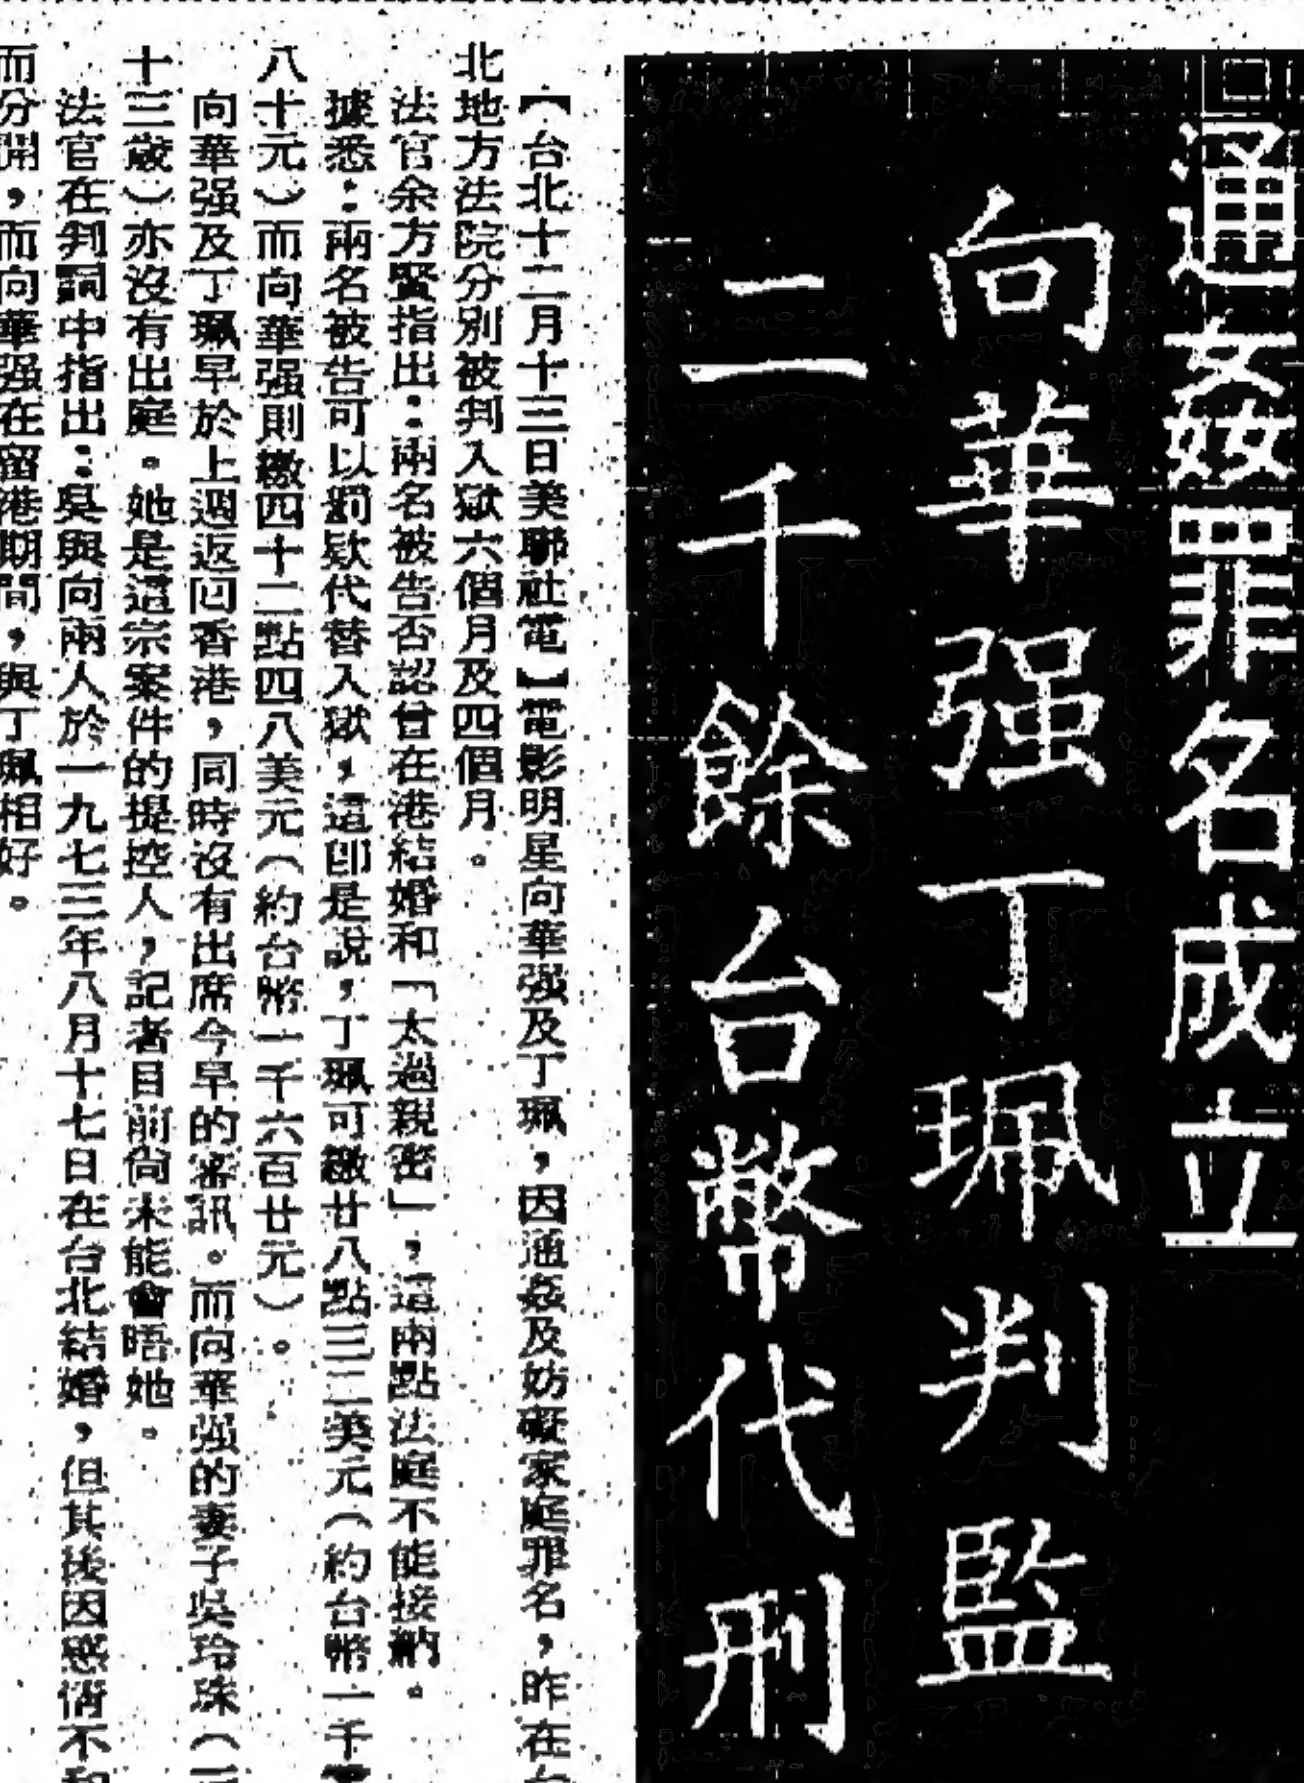 通姦罪名成立
向華强丁珮判監
二千餘台幣代刑
【台北十二月十三日美聯社電】電影明星向華强及丁珮,因通姦及妨礙家庭罪名,昨在
北地方法院分別被判入獄六個月及四個月。
法官余方賢指出:兩名被告否認曾在港結婚和「太過親密」,這兩點法庭不能接納。
據悉:兩名被告可以罰欵代替入獄,這即是說,丁珮可繳廿八點三二美元(約台幣一千
八十元)而向華强則繳四十二點四八美元(約台幣一千六百廿元)。
向華强及丁珮早於上週返回香港,同時沒有出席今早的審訊。而向華强的妻子吳玲珠(
十三歲)亦沒有出庭。她是這宗案件的提控人,記者目前尙未能會晤她。
法官在判詞中指出:吳與向兩人於一九七三年八月十七日在台北結婚,但其後因感情不和
而分開,而向華强在留港期間,與丁珮相好。